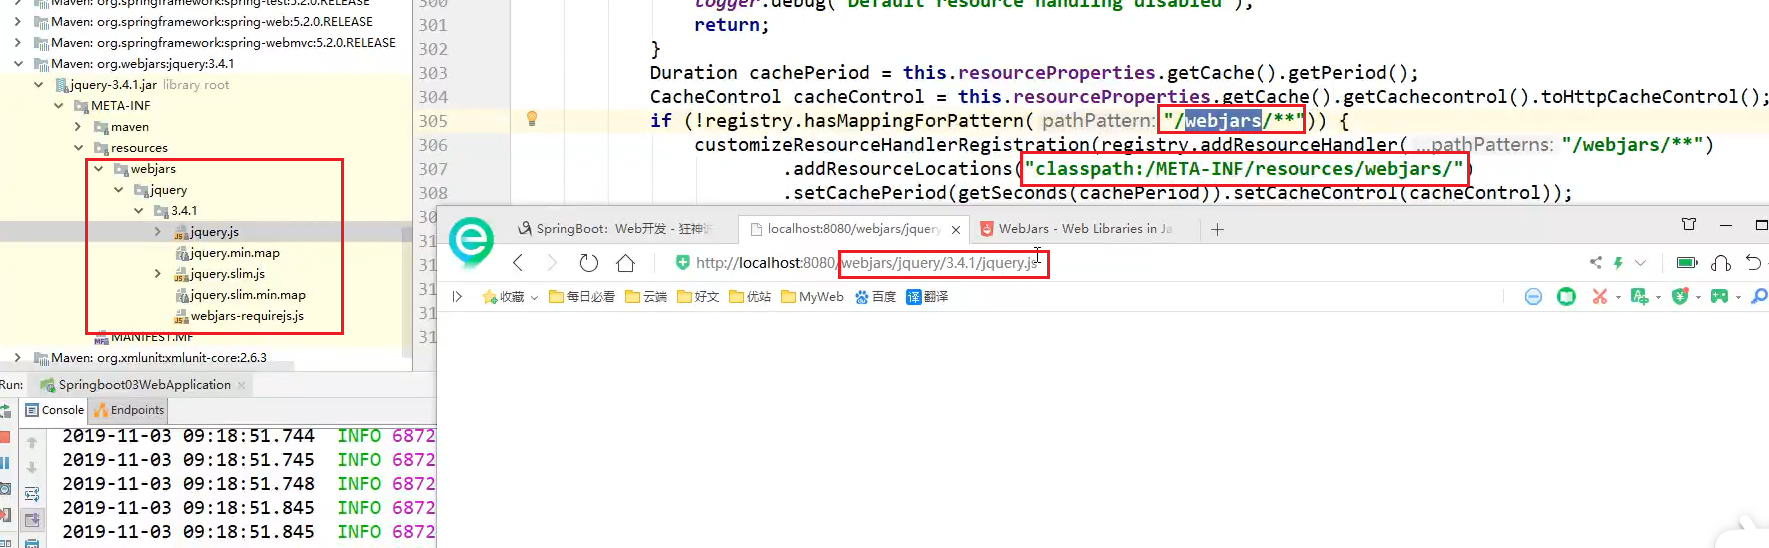 Maven: org.springframework:spring-test:5.2.0.RELEASE
Maven: org.springframework:spring-web:5.2.0.RELEASE
Maven: org.springframework:spring-webmvc:5.2.0.RELEASE
Maven: org.webjars:jquery:3.4.1
jquery-3.4.1.jar library root
META-INF
maven
resources
webjars
jquery
3.4.1
jquery.js
jquery.min.map
jquery.slim.js
jquery.slim.min.map
webjars-requirejs.js
MANIFEST.MF
Maven: org.xmlunit:xmlunit-core:2.6.3
300 logger.debug("Default resource handling disabled");
301 return;
302 }
303 Duration cachePeriod = this.resourceProperties.getCache().getPeriod();
304 CacheControl cacheControl = this.resourceProperties.getCache().getCachecontrol().toHttpCacheControl();
305 if (!registry.hasMappingForPattern( pathPattern: "/webjars/**")) {
306 customizeResourceHandlerRegistration(registry.addResourceHandler( ...pathPatterns: "/webjars/**")
307 .addResourceLocations("classpath:/META-INF/resources/webjars/")
308 .setCachePeriod(getSeconds(cachePeriod)).setCacheControl(cacheControl));
SpringBoot：Web开发 - 狂神
localhost:8080/webjars/jquery
WebJars - Web Libraries in Ja
http://localhost:8080/webjars/jquery/3.4.1/jquery.js
收藏
每日必看
云端
好文
优站
MyWeb
百度
译 翻译
Run: Springboot03WebApplication
Console Endpoints
2019-11-03 09:18:51.744 INFO 6872
2019-11-03 09:18:51.745 INFO 6872
2019-11-03 09:18:51.748 INFO 6872
2019-11-03 09:18:51.845 INFO 6872
2019-11-03 09:18:51.845 INFO 6872